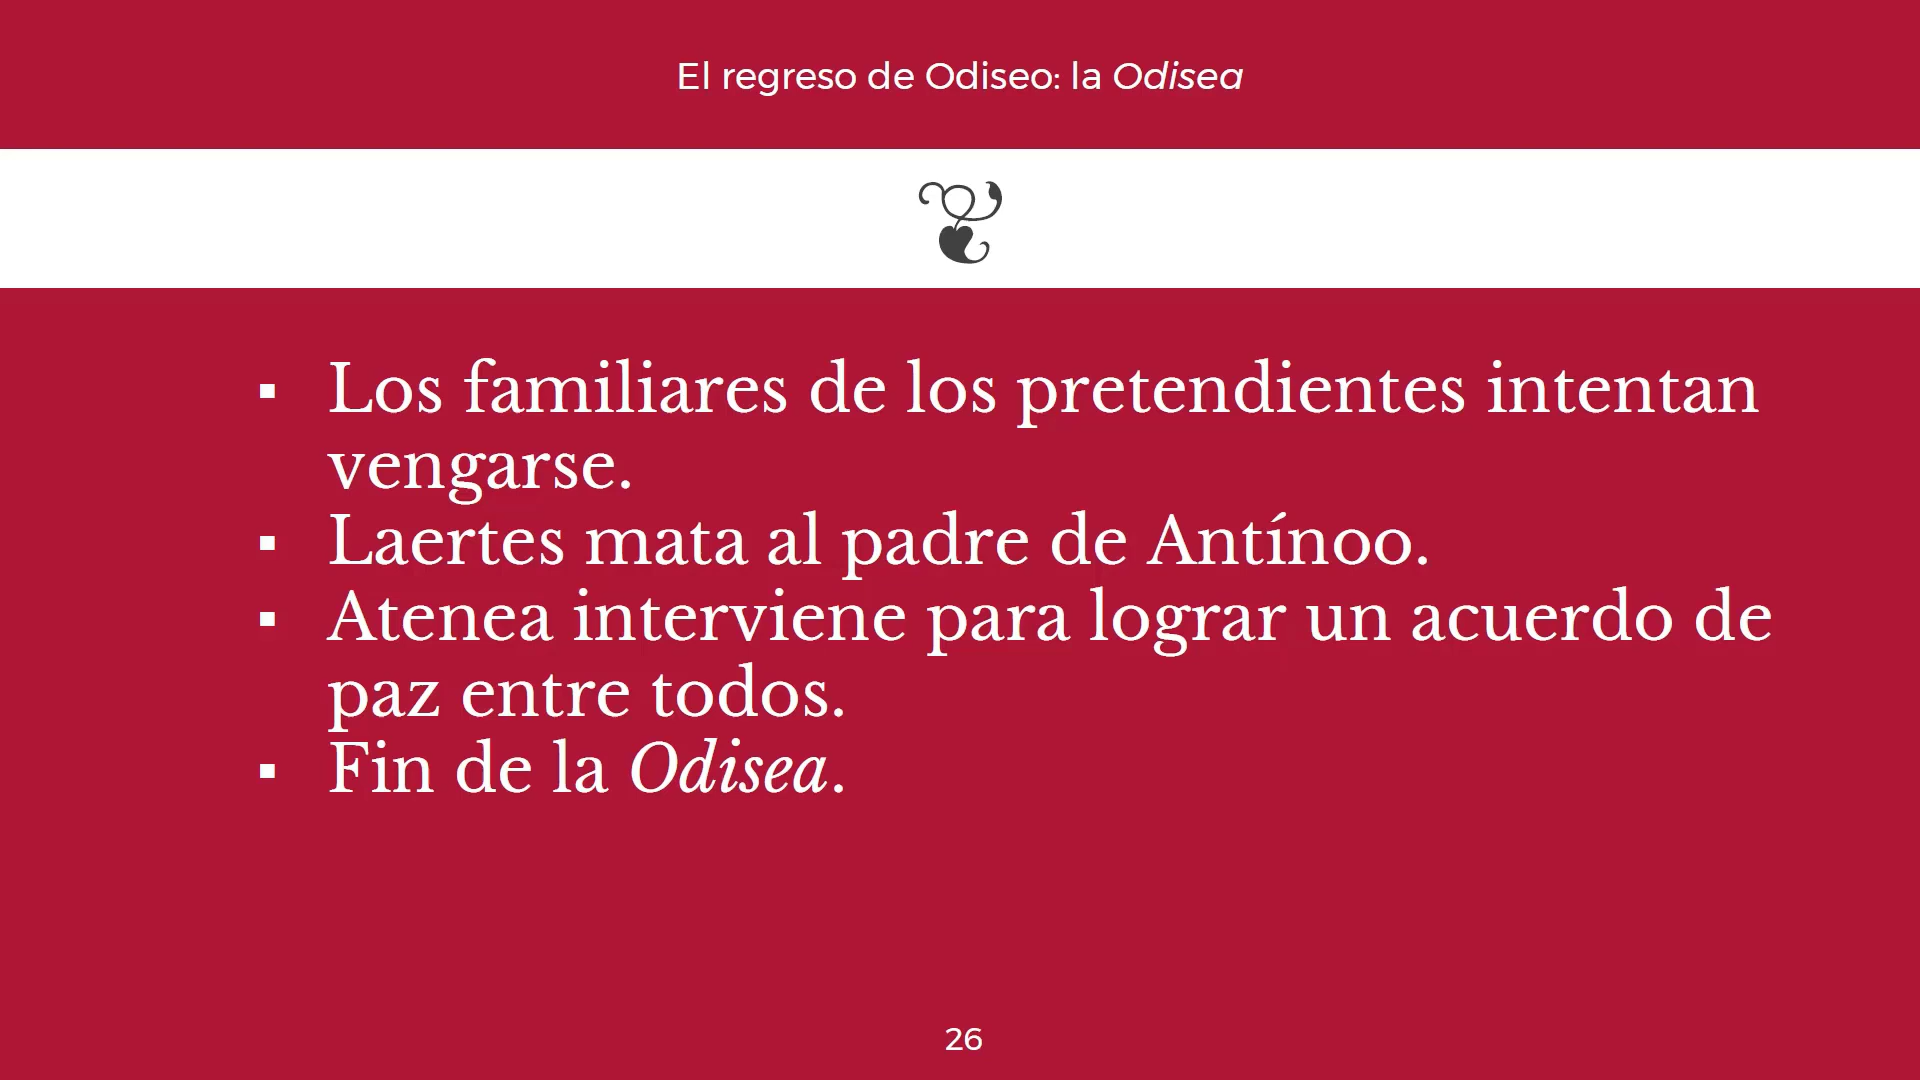 El regreso de Odiseo: la Odisea
▪ Los familiares de los pretendientes intentan
vengarse.
▪ Laertes mata al padre de Antínoo.
▪ Atenea interviene para lograr un acuerdo de
paz entre todos.
▪ Fin de la Odisea.
26